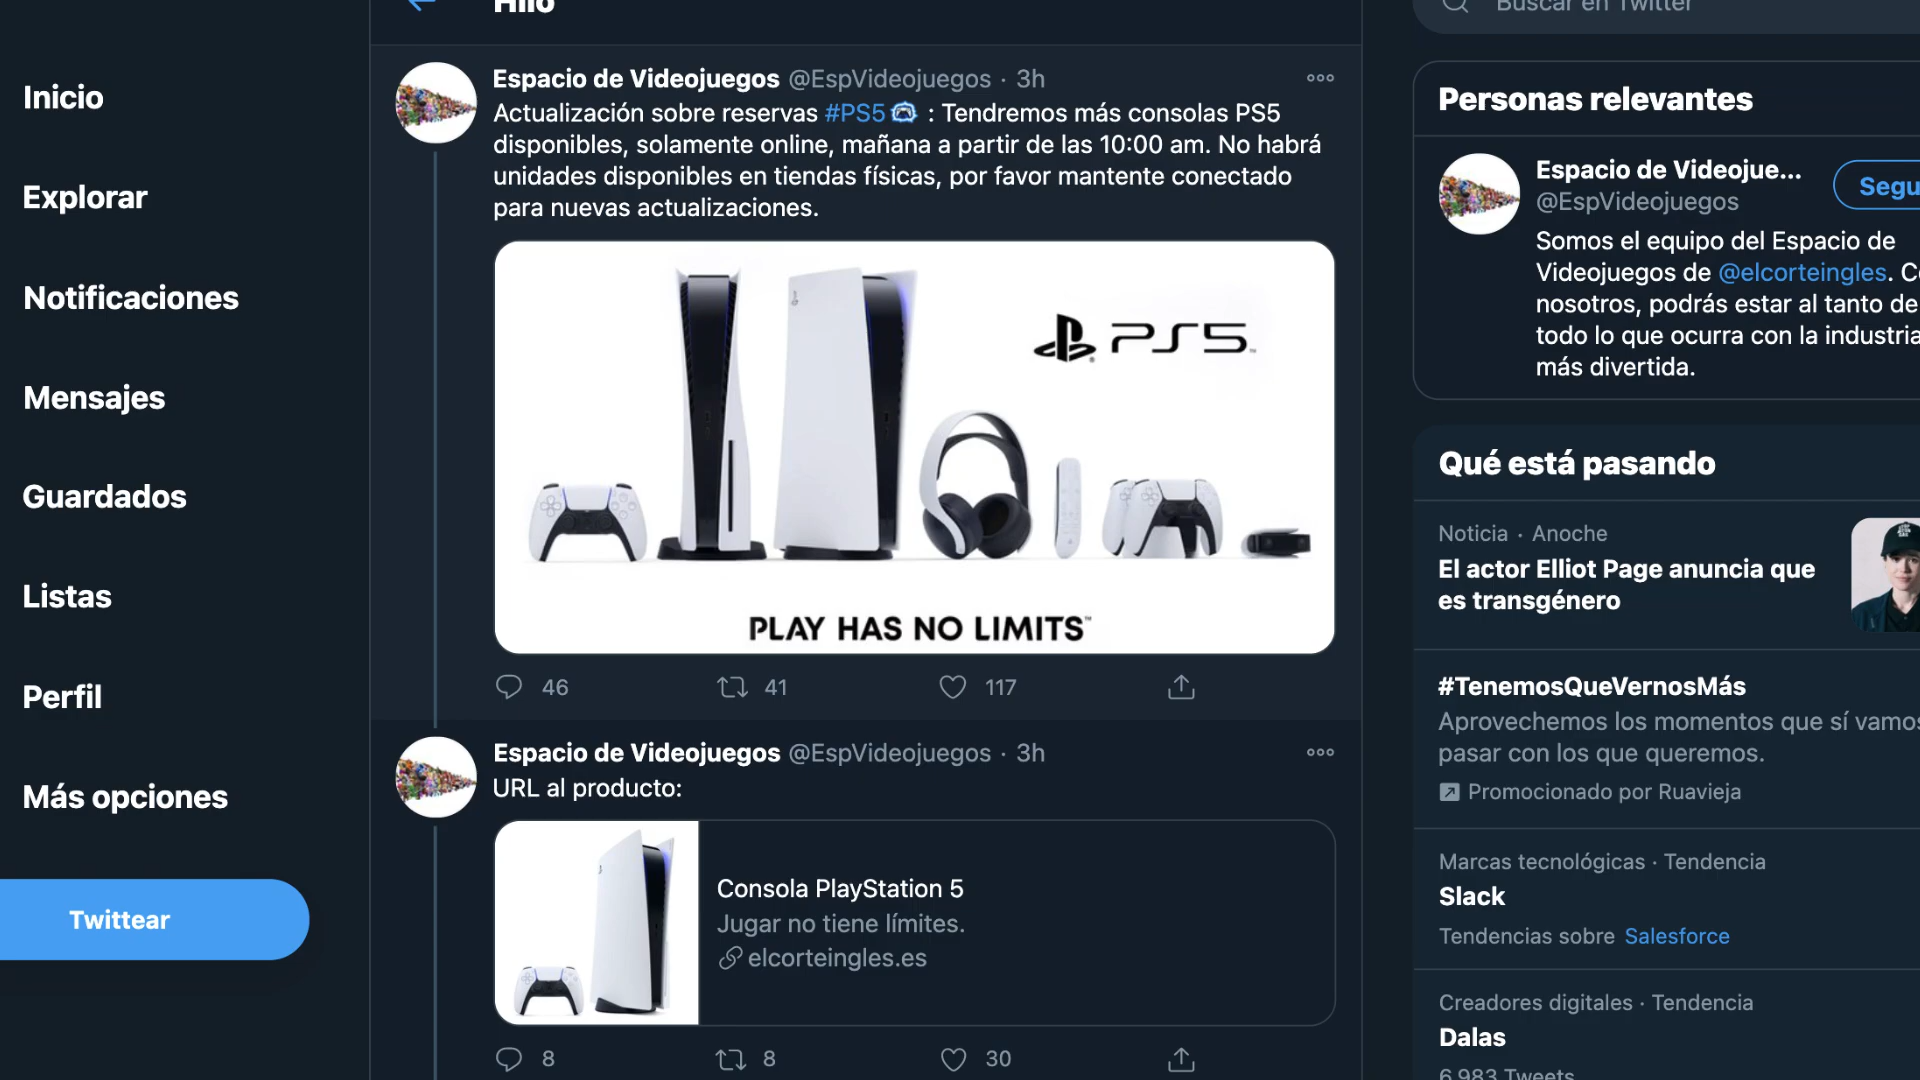 Hilo
Buscar en Twitter
Inicio
Explorar
Notificaciones
Mensajes
Guardados
Listas
Perfil
Más opciones
Twittear
Espacio de Videojuegos @EspVideojuegos · 3h
Actualización sobre reservas #PS5 : Tendremos más consolas PS5
disponibles, solamente online, mañana a partir de las 10:00 am. No habrá
unidades disponibles en tiendas físicas, por favor mantente conectado
para nuevas actualizaciones.
PS5
PLAY HAS NO LIMITS™
46 41 117
Espacio de Videojuegos @EspVideojuegos · 3h
URL al producto:
Consola PlayStation 5
Jugar no tiene límites.
elcorteingles.es
8 8 30
Personas relevantes
Espacio de Videojue...
Segu
@EspVideojuegos
Somos el equipo del Espacio de
Videojuegos de @elcorteingles. C
nosotros, podrás estar al tanto de
todo lo que ocurra con la industria
más divertida.
Qué está pasando
Noticia · Anoche
El actor Elliot Page anuncia que
es transgénero
#TenemosQueVernosMás
Aprovechemos los momentos que sí vamos
pasar con los que queremos.
Promocionado por Ruavieja
Marcas tecnológicas · Tendencia
Slack
Tendencias sobre Salesforce
Creadores digitales · Tendencia
Dalas
6.983 Tweets